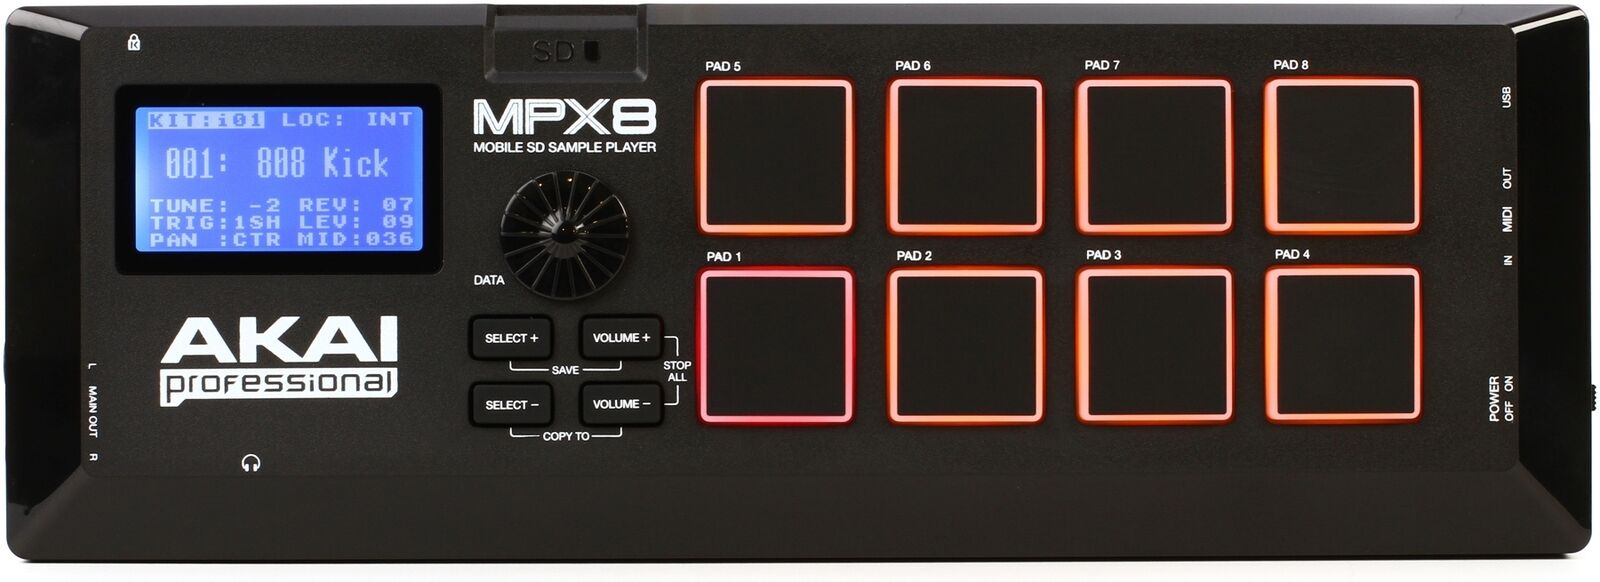 SD
PAD 5
PAD 6
PAD 7
PAD 8
KIT:i01 LOC: INT
001: 808 Kick
TUNE: -2 REV: 07
TRIG:1SH LEV: 09
PAN :CTR MID:036
MPX8
MOBILE SD SAMPLE PLAYER
DATA
PAD 1
PAD 2
PAD 3
PAD 4
AKAI
professional
SELECT +
VOLUME +
SAVE
STOP
ALL
SELECT –
VOLUME –
COPY TO
L MAIN OUT R
USB
IN MIDI OUT
POWER
OFF ON